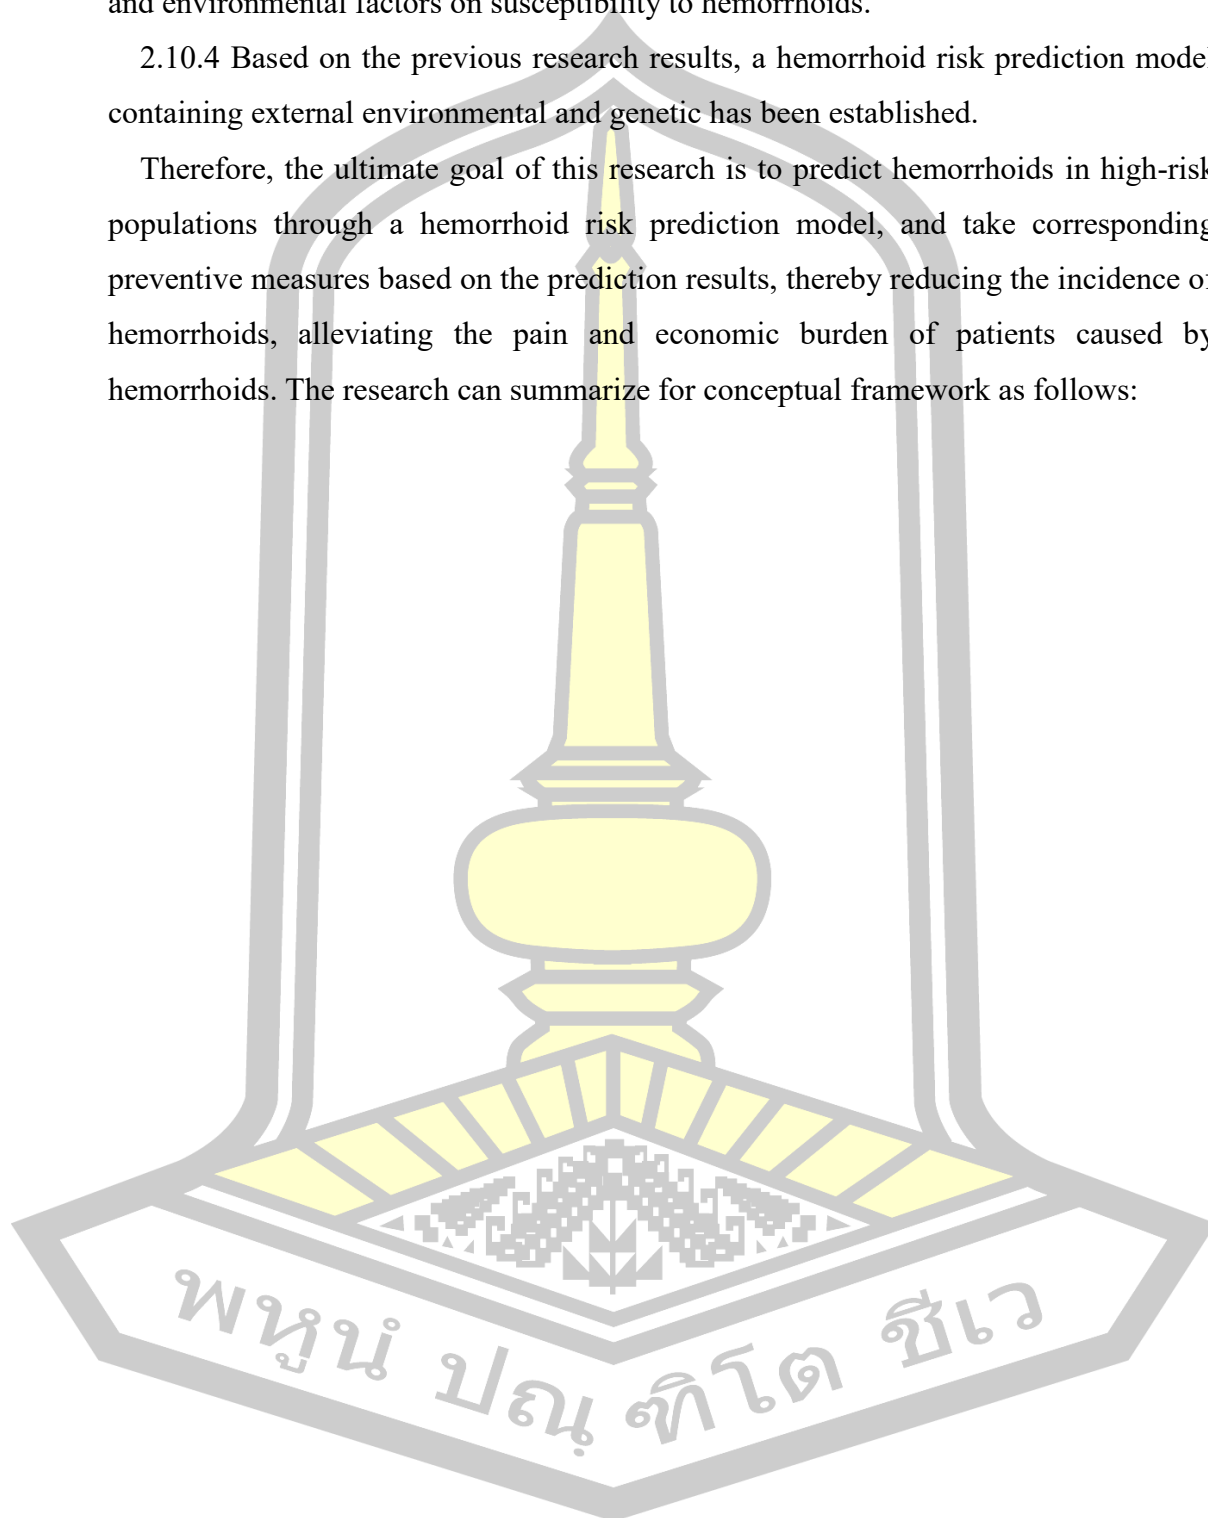 and environmental factors on susceptibility to hemorrhoids.
2.10.4 Based on the previous research results, a hemorrhoid risk prediction model
containing external environmental and genetic has been established.
Therefore, the ultimate goal of this research is to predict hemorrhoids in high-risk
populations through a hemorrhoid risk prediction model, and take corresponding
preventive measures based on the prediction results, thereby reducing the incidence of
hemorrhoids, alleviating the pain and economic burden of patients caused by
hemorrhoids. The research can summarize for conceptual framework as follows:
พหูนํ ปณฺฑิโต ชีเว